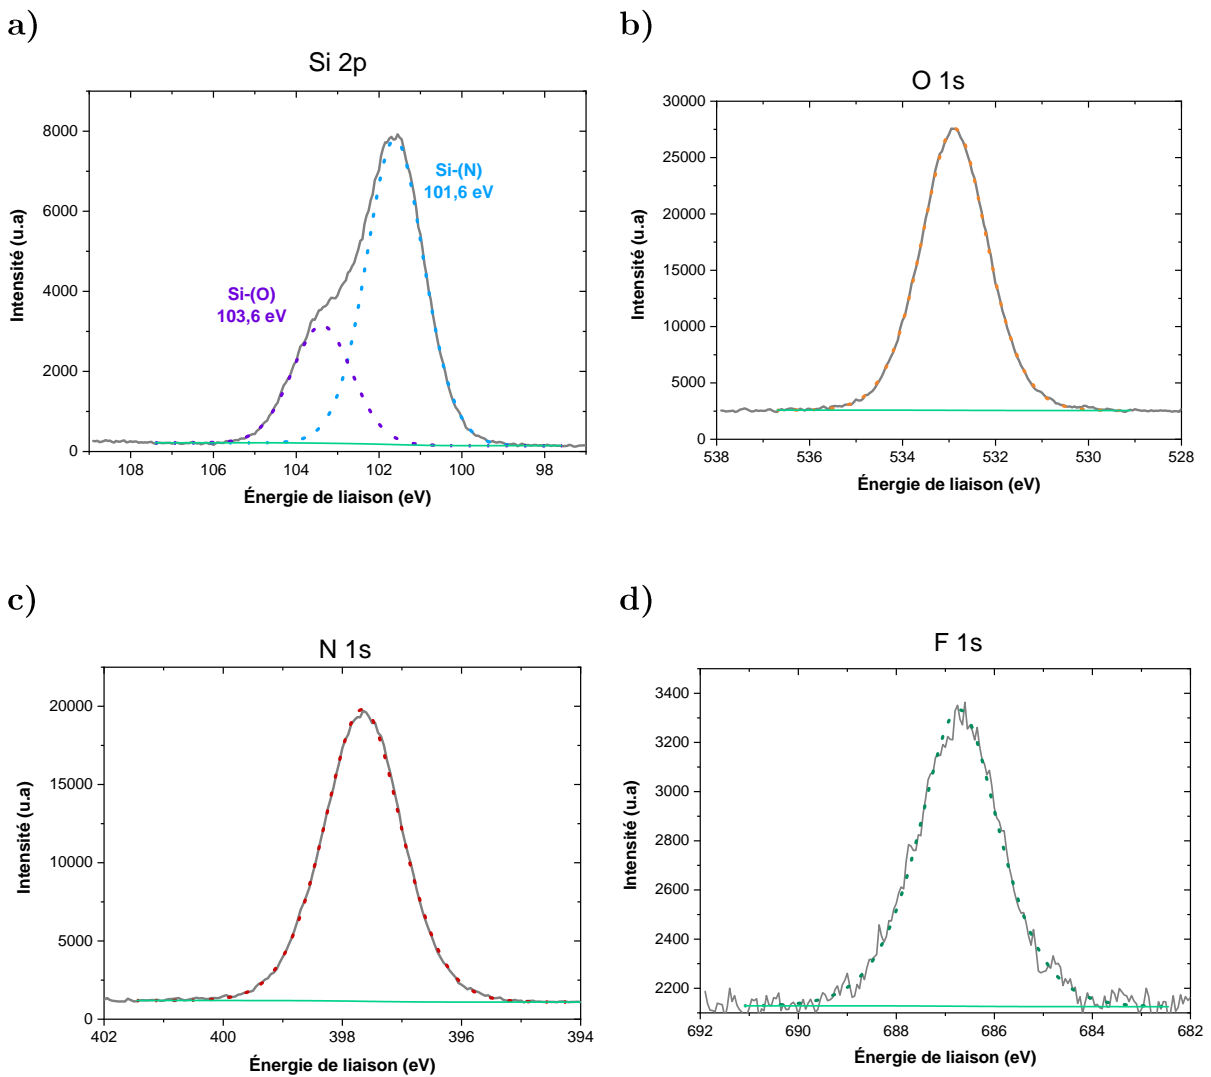 a)
Si 2p
8000
6000
4000
2000
0
Intensité (u.a)
Si-(N)
101,6 eV
Si-(O)
103,6 eV
108 106 104 102 100 98
Énergie de liaison (eV)
b)
O 1s
30000
25000
20000
15000
10000
5000
0
Intensité (u.a)
538 536 534 532 530 528
Énergie de liaison (eV)
c)
N 1s
20000
15000
10000
5000
0
Intensité (u.a)
402 400 398 396 394
Énergie de liaison (eV)
d)
F 1s
3400
3200
3000
2800
2600
2400
2200
Intensité (u.a)
692 690 688 686 684 682
Énergie de liaison (eV)